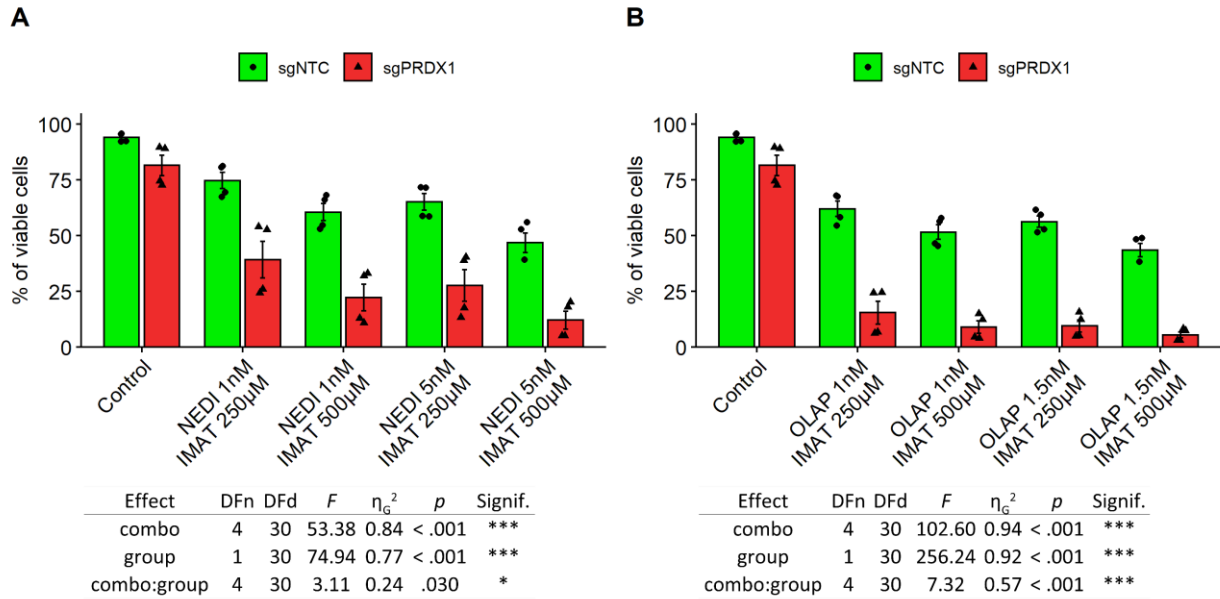 A
sgNTC sgPRDX1
100
75
50
25
0
% of viable cells
Control
NEDI 1nM
IMAT 250µM
NEDI 1nM
IMAT 500µM
NEDI 5nM
IMAT 250µM
NEDI 5nM
IMAT 500µM
Effect DFn DFd F ηG² p Signif.
combo 4 30 53.38 0.84 < .001 ***
group 1 30 74.94 0.77 < .001 ***
combo:group 4 30 3.11 0.24 .030 *
B
sgNTC sgPRDX1
100
75
50
25
0
% of viable cells
Control
OLAP 1nM
IMAT 250µM
OLAP 1nM
IMAT 500µM
OLAP 1.5nM
IMAT 250µM
OLAP 1.5nM
IMAT 500µM
Effect DFn DFd F ηG² p Signif.
combo 4 30 102.60 0.94 < .001 ***
group 1 30 256.24 0.92 < .001 ***
combo:group 4 30 7.32 0.57 < .001 ***